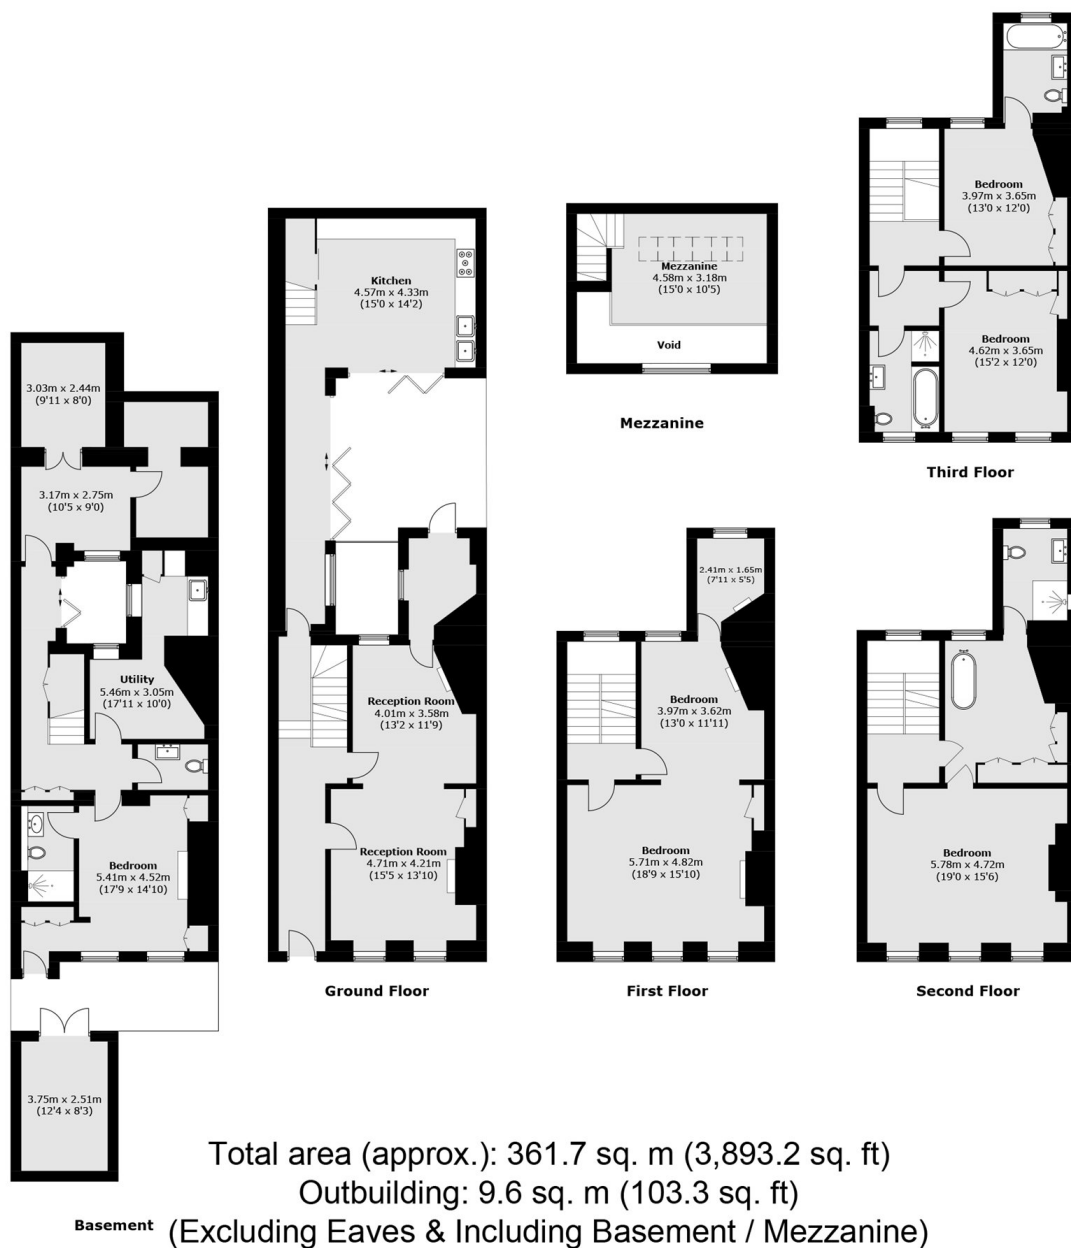 3.03m x 2.44m
(9'11 x 8'0)
3.17m x 2.75m
(10'5 x 9'0)
Utility
5.46m x 3.05m
(17'11 x 10'0)
Bedroom
5.41m x 4.52m
(17'9 x 14'10)
3.75m x 2.51m
(12'4 x 8'3)
Basement
Kitchen
4.57m x 4.33m
(15'0 x 14'2)
Reception Room
4.01m x 3.58m
(13'2 x 11'9)
Reception Room
4.71m x 4.21m
(15'5 x 13'10)
Ground Floor
Mezzanine
4.58m x 3.18m
(15'0 x 10'5)
Void
Mezzanine
2.41m x 1.65m
(7'11 x 5'5)
Bedroom
3.97m x 3.62m
(13'0 x 11'11)
Bedroom
5.71m x 4.82m
(18'9 x 15'10)
First Floor
Bedroom
5.78m x 4.72m
(19'0 x 15'6)
Second Floor
Bedroom
3.97m x 3.65m
(13'0 x 12'0)
Bedroom
4.62m x 3.65m
(15'2 x 12'0)
Third Floor
Total area (approx.): 361.7 sq. m (3,893.2 sq. ft)
Outbuilding: 9.6 sq. m (103.3 sq. ft)
(Excluding Eaves & Including Basement / Mezzanine)